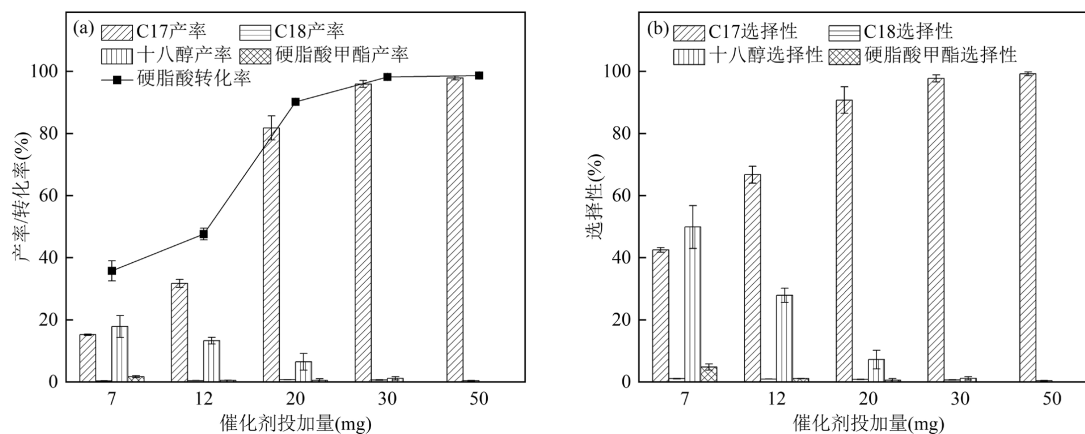 (a)
C17产率
C18产率
十八醇产率
硬脂酸甲酯产率
硬脂酸转化率
产率/转化率(%)
100
80
60
40
20
0
7 12 20 30 50
催化剂投加量(mg)
(b)
C17选择性
C18选择性
十八醇选择性
硬脂酸甲酯选择性
选择性(%)
100
80
60
40
20
0
7 12 20 30 50
催化剂投加量(mg)